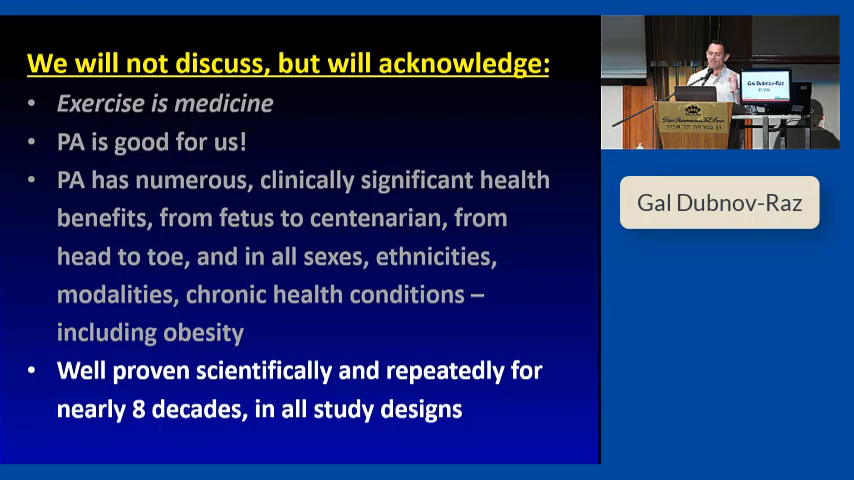 We will not discuss, but will acknowledge:
• Exercise is medicine
• PA is good for us!
• PA has numerous, clinically significant health
benefits, from fetus to centenarian, from
head to toe, and in all sexes, ethnicities,
modalities, chronic health conditions –
including obesity
• Well proven scientifically and repeatedly for
nearly 8 decades, in all study designs
Gal Dubnov-Raz
Gal Dubnov-Raz